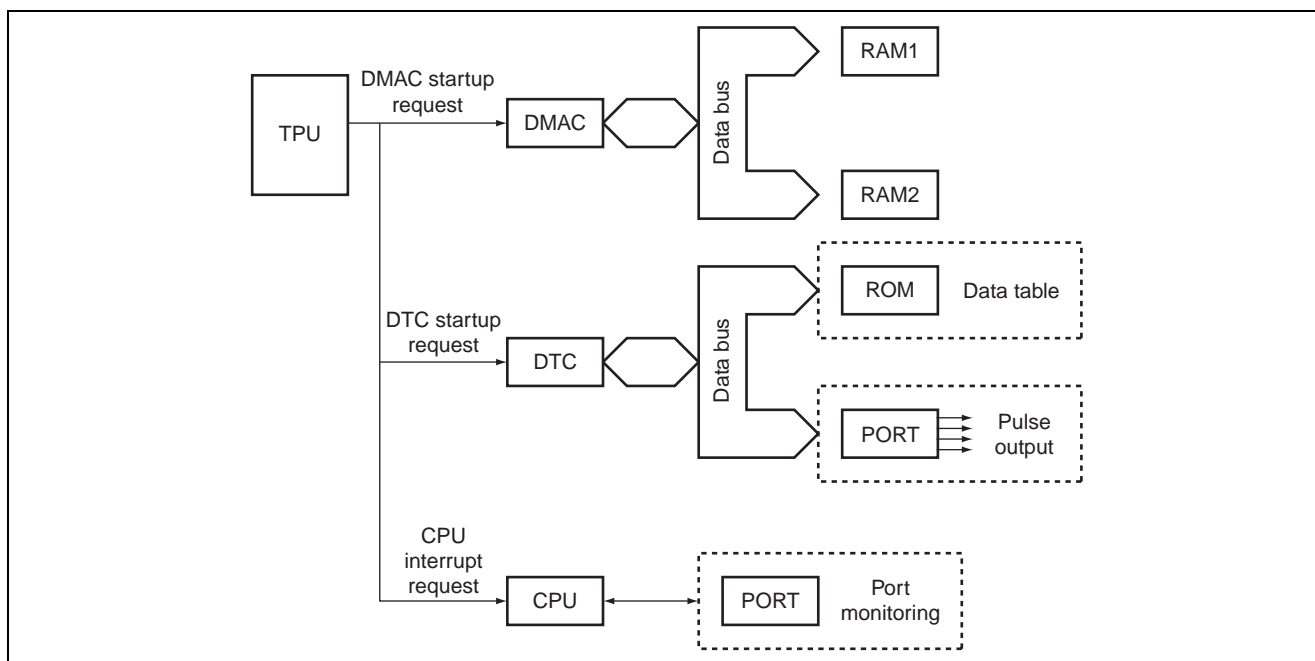 DMAC startup
request
TPU
DMAC
Data bus
RAM1
RAM2
DTC startup
request
DTC
Data bus
ROM
Data table
PORT
Pulse
output
CPU
interrupt
request
CPU
PORT
Port
monitoring